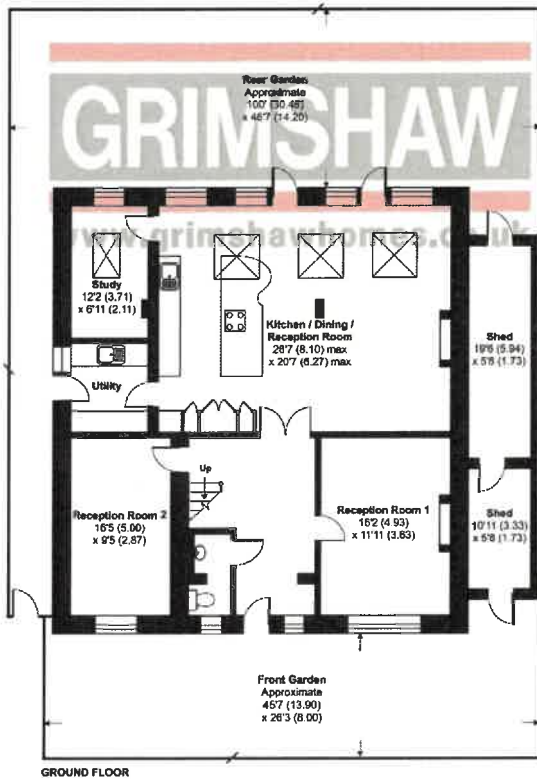 Rear Garden
Approximate
100' [30.48]
x 46'7 (14.20)
GRIMSHAW
www.grimshawhomes.co.uk
Study
12'2 (3.71)
x 6'11 (2.11)
Kitchen / Dining /
Reception Room
26'7 (8.10) max
x 20'7 (6.27) max
Shed
19'6 (5.94)
x 5'8 (1.73)
Utility
Up
Reception Room 2
16'5 (5.00)
x 9'5 (2.87)
Reception Room 1
16'2 (4.93)
x 11'11 (3.63)
Shed
10'11 (3.33)
x 5'8 (1.73)
Front Garden
Approximate
45'7 (13.90)
x 26'3 (8.00)
GROUND FLOOR